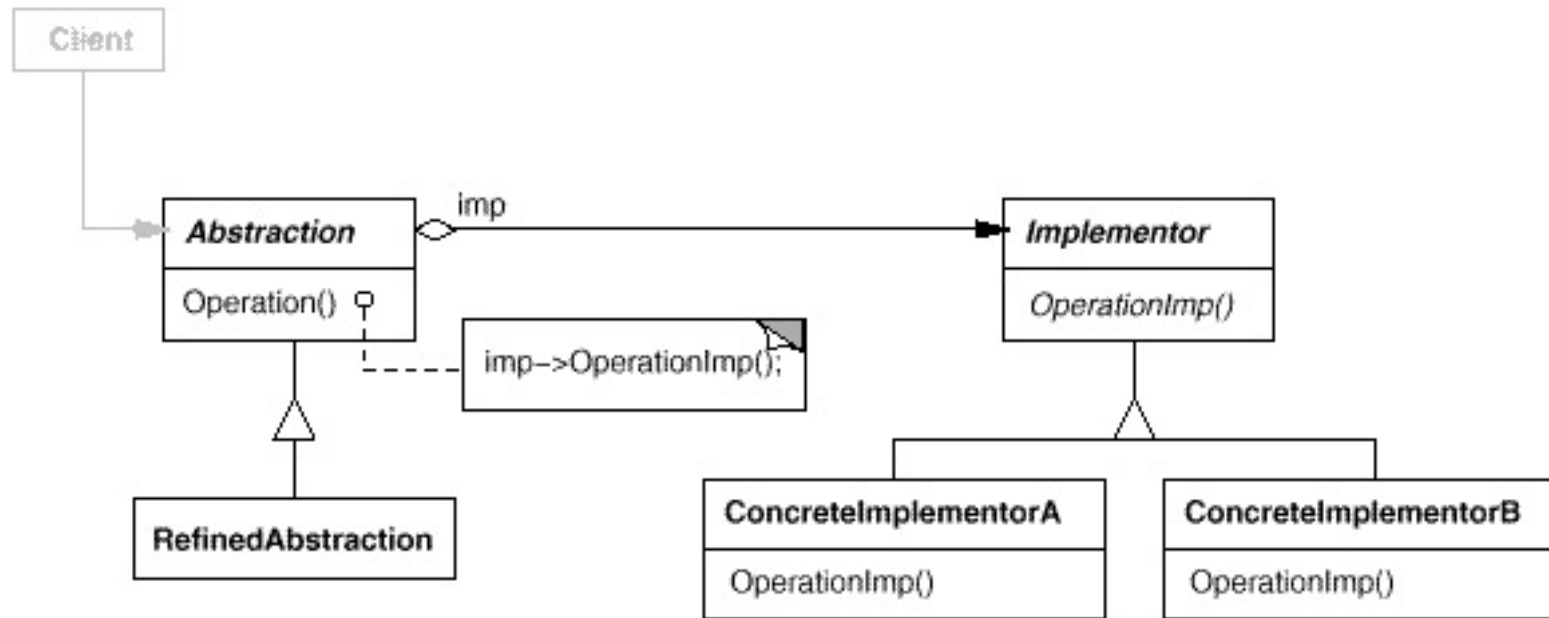 Client
imp
Abstraction
Implementor
Operation()
OperationImp()
imp->OperationImp();
RefinedAbstraction
ConcreteImplementorA
ConcreteImplementorB
OperationImp()
OperationImp()